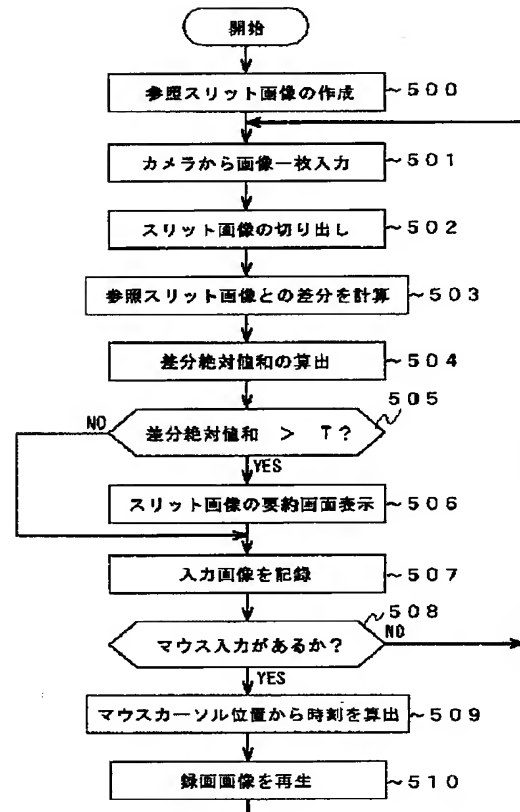 開始
参照スリット画像の作成 ~500
カメラから画像一枚入力 ~501
スリット画像の切り出し ~502
参照スリット画像との差分を計算 ~503
差分絶対値和の算出 ~504
505
NO
差分絶対値和 > T?
YES
スリット画像の要約画面表示 ~506
入力画像を記録 ~507
508
マウス入力があるか?
NO
YES
マウスカーソル位置から時刻を算出 ~509
録画画像を再生 ~510